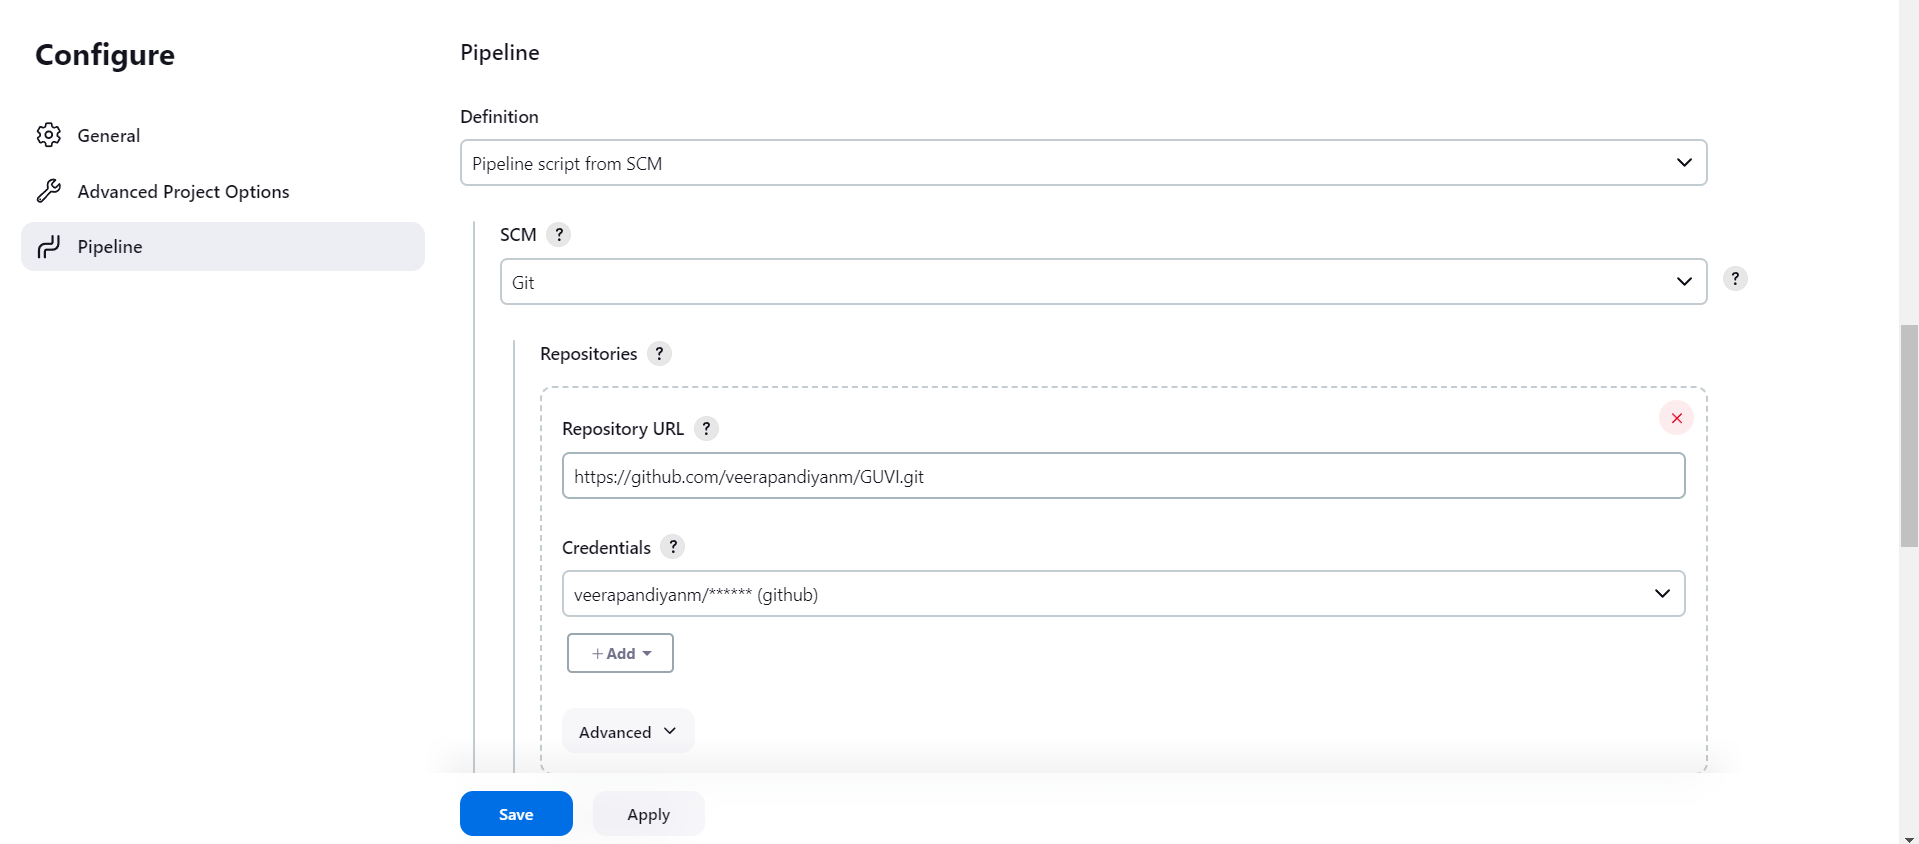 Configure
General
Advanced Project Options
Pipeline
Pipeline
Definition
Pipeline script from SCM
SCM ?
Git
?
Repositories ?
Repository URL ?
https://github.com/veerapandiyanm/GUVI.git
Credentials ?
veerapandiyanm/****** (github)
+ Add
Advanced
Save Apply